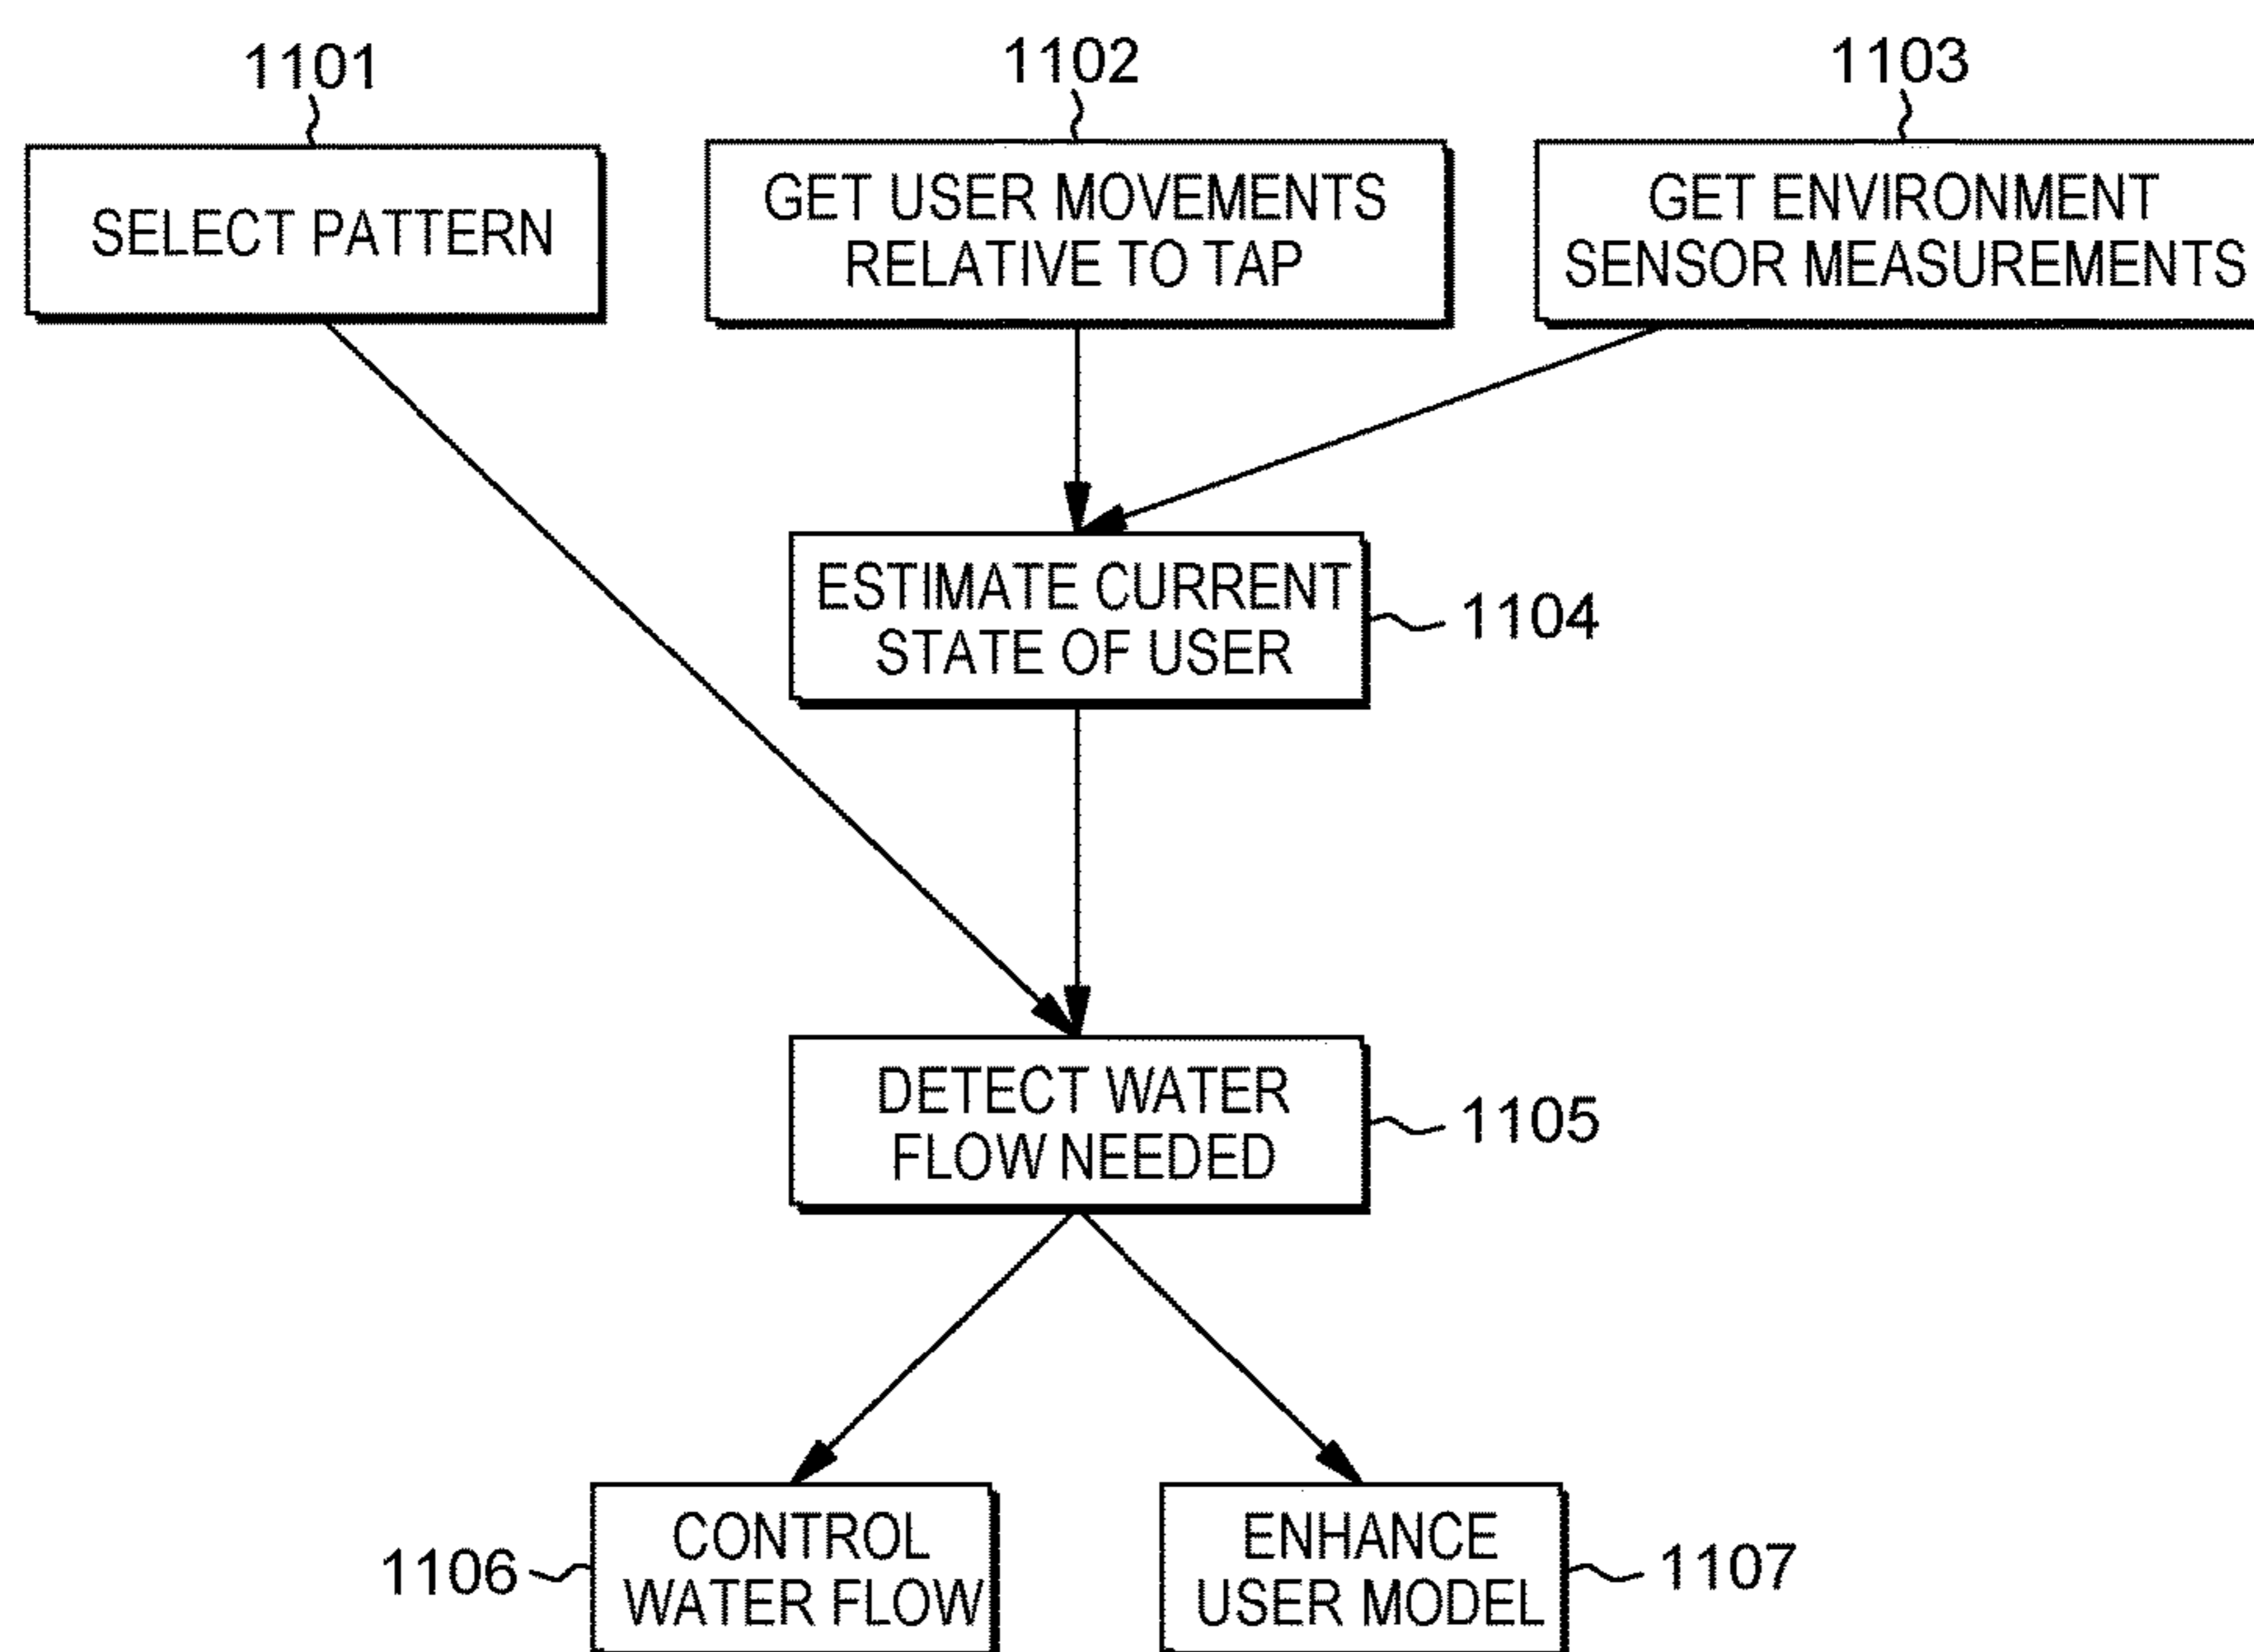 1101
1102
1103
SELECT PATTERN
GET USER MOVEMENTS
RELATIVE TO TAP
GET ENVIRONMENT
SENSOR MEASUREMENTS
ESTIMATE CURRENT
STATE OF USER
1104
DETECT WATER
FLOW NEEDED
1105
1106
CONTROL
WATER FLOW
ENHANCE
USER MODEL
1107